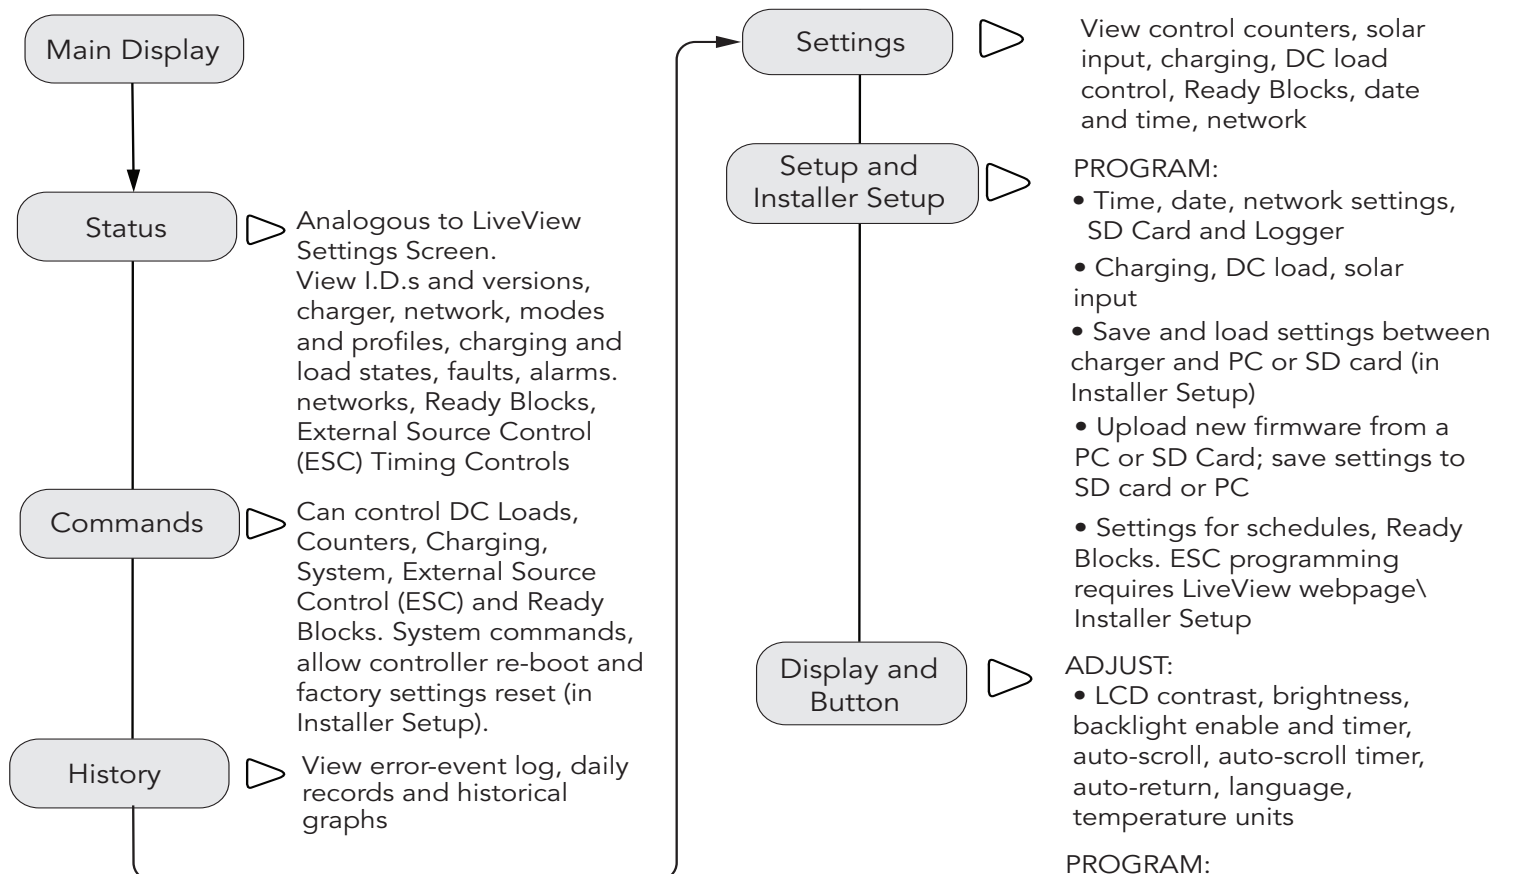 Main Display
Status
Analogous to LiveView
Settings Screen.
View I.D.s and versions,
charger, network, modes
and profiles, charging and
load states, faults, alarms.
networks, Ready Blocks,
External Source Control
(ESC) Timing Controls
Commands
Can control DC Loads,
Counters, Charging,
System, External Source
Control (ESC) and Ready
Blocks. System commands,
allow controller re-boot and
factory settings reset (in
Installer Setup).
History
View error-event log, daily
records and historical
graphs
Settings
View control counters, solar
input, charging, DC load
control, Ready Blocks, date
and time, network
Setup and
Installer Setup
PROGRAM:
• Time, date, network settings,
SD Card and Logger
• Charging, DC load, solar
input
• Save and load settings between
charger and PC or SD card (in
Installer Setup)
• Upload new firmware from a
PC or SD Card; save settings to
SD card or PC
• Settings for schedules, Ready
Blocks. ESC programming
requires LiveView webpage\
Installer Setup
Display and
Button
ADJUST:
• LCD contrast, brightness,
backlight enable and timer,
auto-scroll, auto-scroll timer,
auto-return, language,
temperature units
PROGRAM: